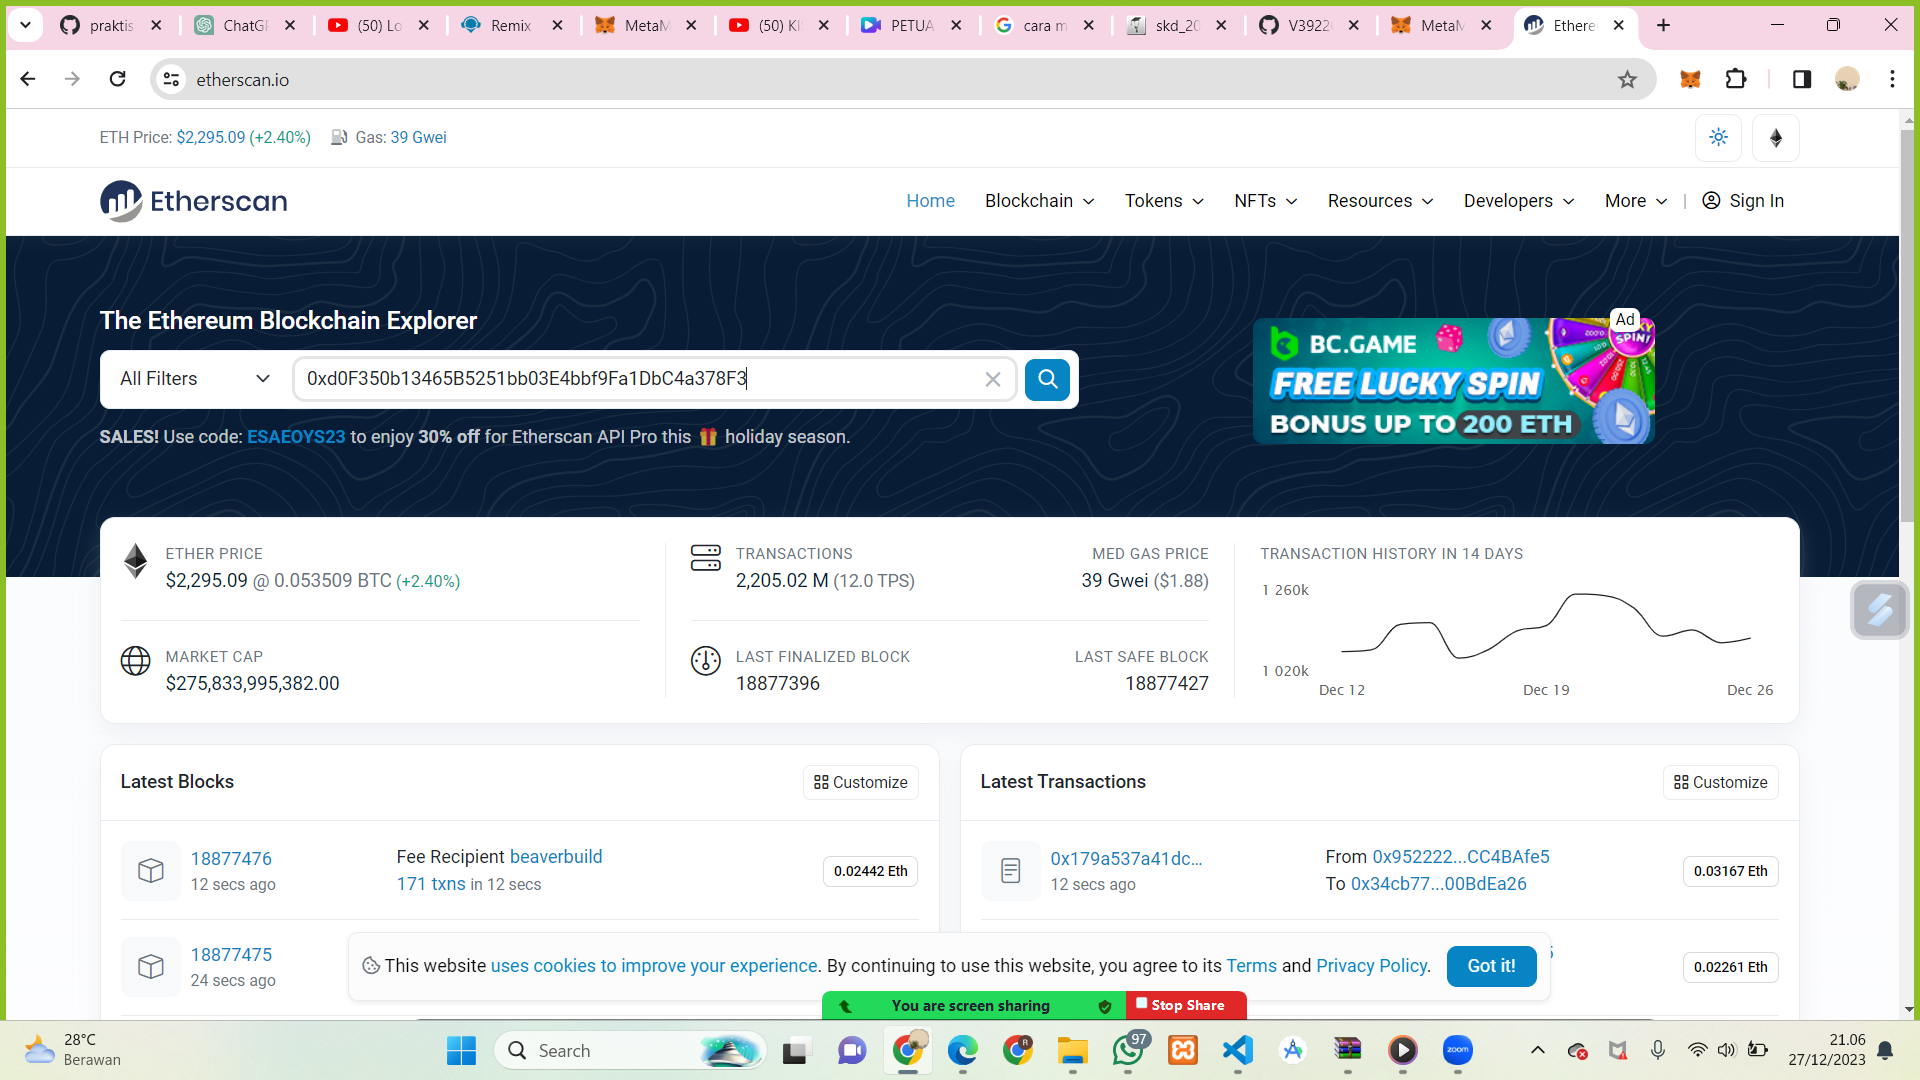 praktis
ChatGP
(50) Lo
Remix
MetaM
(50) KI
PETUA
cara m
skd_20
V3922
MetaM
Ethere
etherscan.io
ETH Price: $2,295.09 (+2.40%)
Gas: 39 Gwei
Etherscan
Home
Blockchain
Tokens
NFTs
Resources
Developers
More
Sign In
The Ethereum Blockchain Explorer
All Filters
0xd0F350b13465B5251bb03E4bbf9Fa1DbC4a378F3
SALES! Use code: ESAEOYS23 to enjoy 30% off for Etherscan API Pro this 🎁 holiday season.
Ad
BC.GAME
SPIN!
FREE LUCKY SPIN
BONUS UP TO 200 ETH
ETHER PRICE
$2,295.09 @ 0.053509 BTC (+2.40%)
MARKET CAP
$275,833,995,382.00
TRANSACTIONS
2,205.02 M (12.0 TPS)
MED GAS PRICE
39 Gwei ($1.88)
LAST FINALIZED BLOCK
18877396
LAST SAFE BLOCK
18877427
TRANSACTION HISTORY IN 14 DAYS
1 260k
1 020k
Dec 12
Dec 19
Dec 26
Latest Blocks
Customize
18877476
12 secs ago
Fee Recipient beaverbuild
171 txns in 12 secs
0.02442 Eth
18877475
24 secs ago
Latest Transactions
Customize
0x179a537a41dc...
12 secs ago
From 0x952222...CC4BAfe5
To 0x34cb77...00BdEa26
0.03167 Eth
0.02261 Eth
This website uses cookies to improve your experience. By continuing to use this website, you agree to its Terms and Privacy Policy.
Got it!
You are screen sharing
Stop Share
28°C
Berawan
Search
R
97
zoom
21.06
27/12/2023